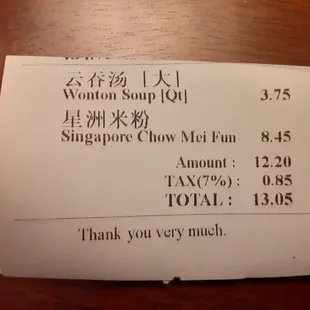 云吞汤 [大]
Wonton Soup [Qt] 3.75
星洲米粉
Singapore Chow Mei Fun 8.45
Amount : 12.20
TAX(7%) : 0.85
TOTAL : 13.05
Thank you very much.